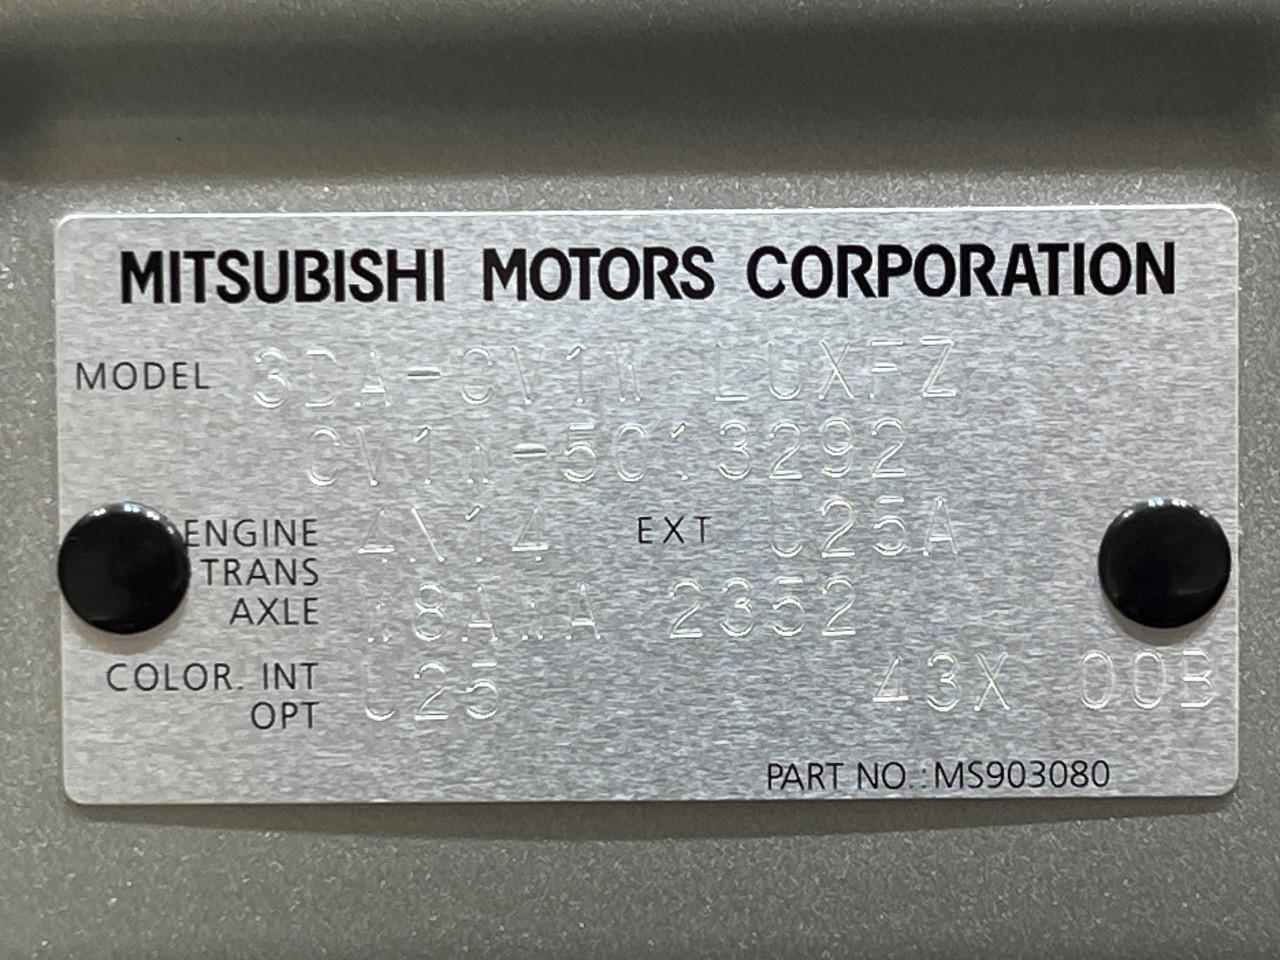 MITSUBISHI MOTORS CORPORATION
MODEL 3DA-CV1W LUXFZ
CV1W-5013292
ENGINE 4N14 EXT U25A
TRANS
AXLE W8AWA 2352
COLOR. INT U25 43X 00B
OPT
PART NO.:MS903080